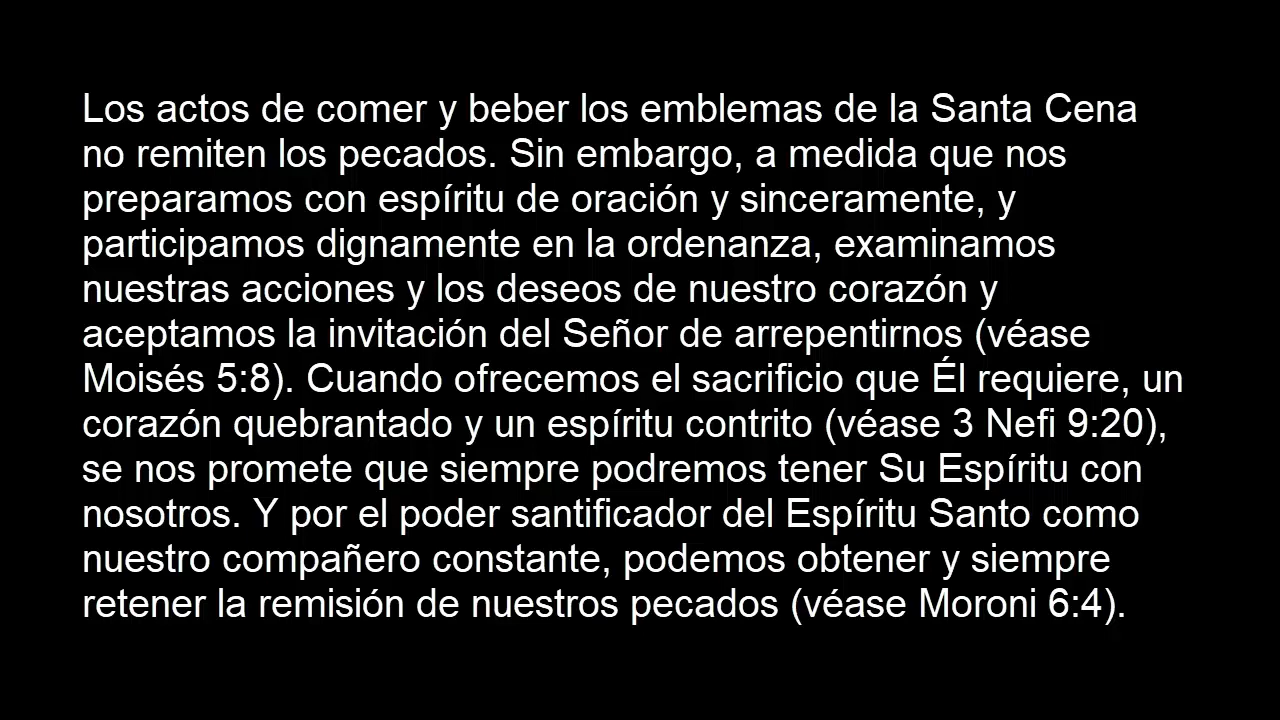 Los actos de comer y beber los emblemas de la Santa Cena
no remiten los pecados. Sin embargo, a medida que nos
preparamos con espíritu de oración y sinceramente, y
participamos dignamente en la ordenanza, examinamos
nuestras acciones y los deseos de nuestro corazón y
aceptamos la invitación del Señor de arrepentirnos (véase
Moisés 5:8). Cuando ofrecemos el sacrificio que Él requiere, un
corazón quebrantado y un espíritu contrito (véase 3 Nefi 9:20),
se nos promete que siempre podremos tener Su Espíritu con
nosotros. Y por el poder santificador del Espíritu Santo como
nuestro compañero constante, podemos obtener y siempre
retener la remisión de nuestros pecados (véase Moroni 6:4).